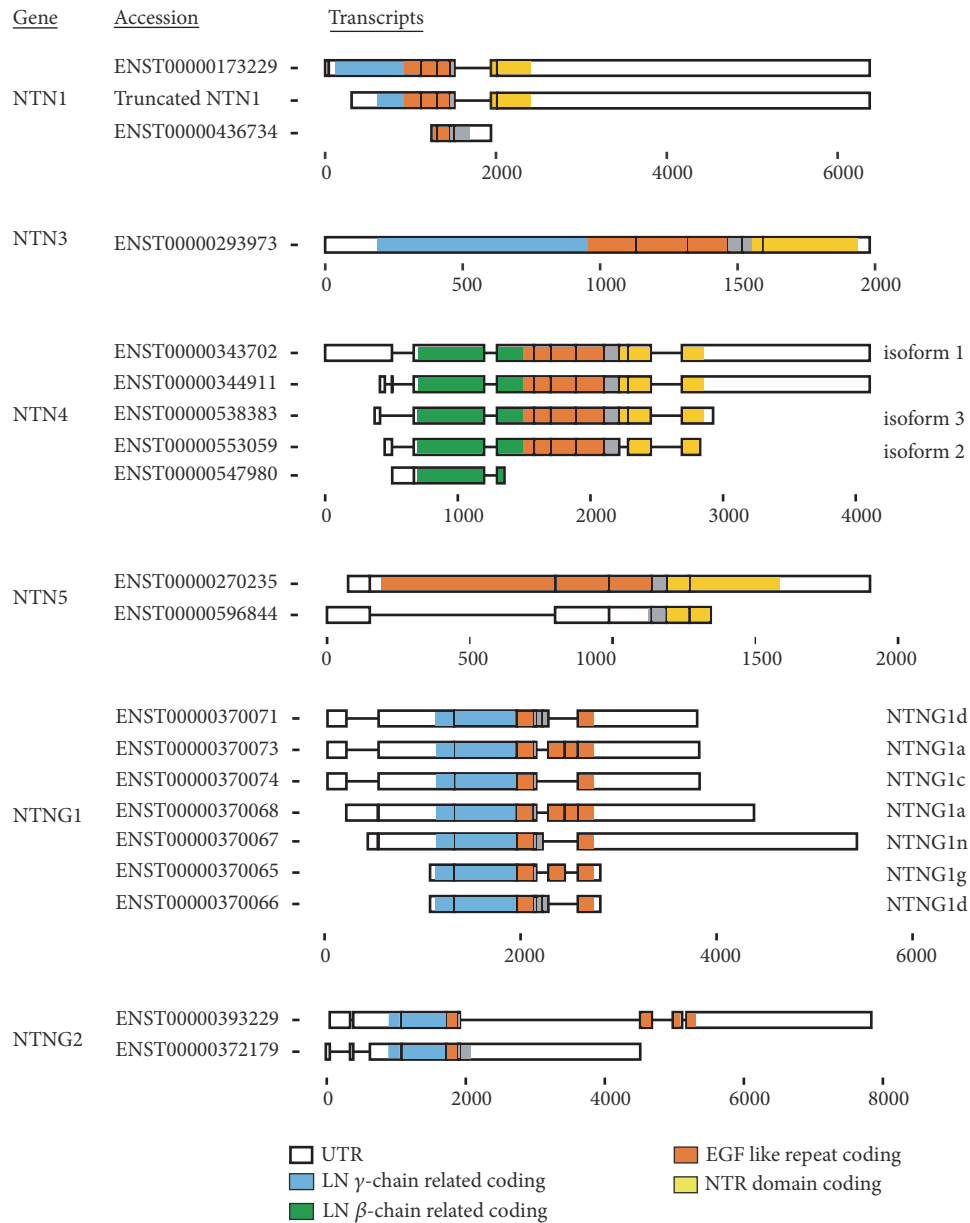 Gene Accession Transcripts
NTN1
ENST00000173229 -
Truncated NTN1 -
ENST00000436734 -
0 2000 4000 6000
NTN3
ENST00000293973 -
0 500 1000 1500 2000
NTN4
ENST00000343702 - isoform 1
ENST00000344911 -
ENST00000538383 - isoform 3
ENST00000553059 - isoform 2
ENST00000547980 -
0 1000 2000 3000 4000
NTN5
ENST00000270235 -
ENST00000596844 -
0 500 1000 1500 2000
NTNG1
ENST00000370071 - NTNG1d
ENST00000370073 - NTNG1a
ENST00000370074 - NTNG1c
ENST00000370068 - NTNG1a
ENST00000370067 - NTNG1n
ENST00000370065 - NTNG1g
ENST00000370066 - NTNG1d
0 2000 4000 6000
NTNG2
ENST00000393229 -
ENST00000372179 -
0 2000 4000 6000 8000
UTR
LN γ-chain related coding
LN β-chain related coding
EGF like repeat coding
NTR domain coding